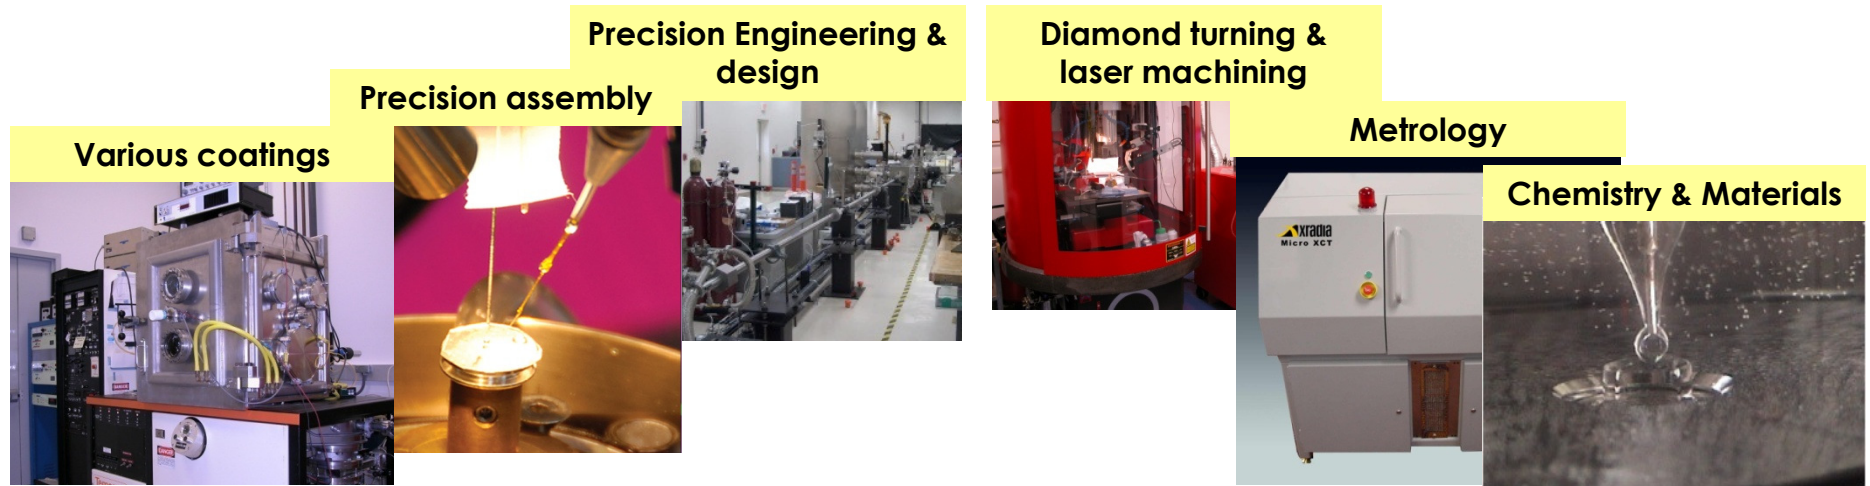 Precision Engineering &
design
Diamond turning &
laser machining
Precision assembly
Metrology
Various coatings
Chemistry & Materials
xradia
Micro XCT